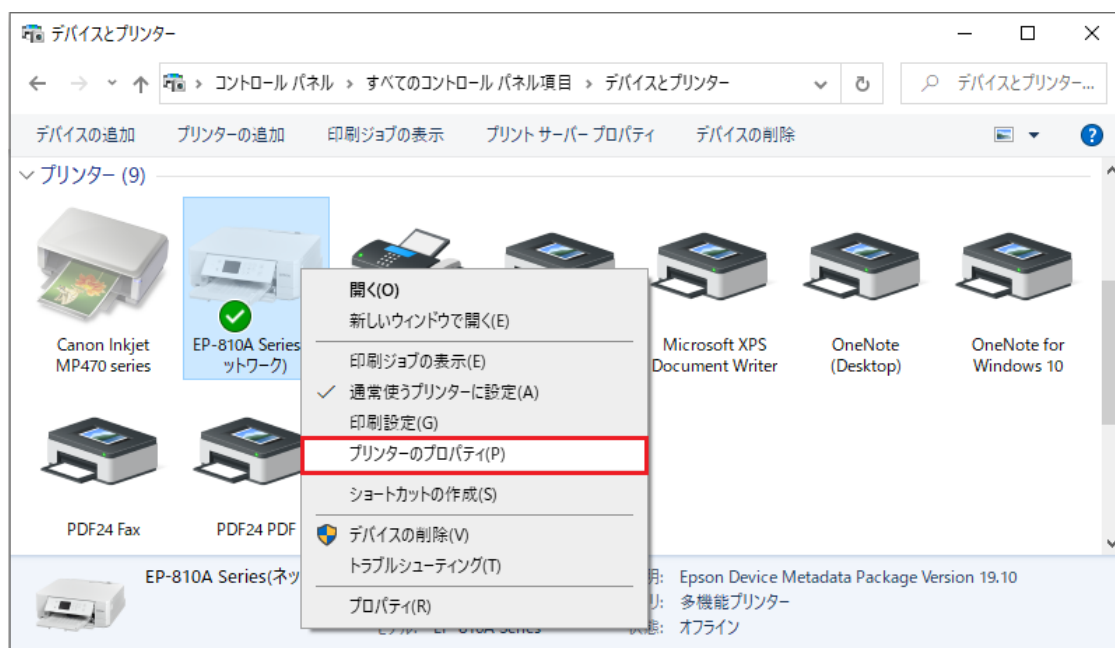 デバイスとプリンター
コントロール パネル › すべてのコントロール パネル項目 › デバイスとプリンター
デバイスとプリンター...
デバイスの追加 プリンターの追加 印刷ジョブの表示 プリント サーバー プロパティ デバイスの削除
プリンター (9)
Canon Inkjet
MP470 series
EP-810A Series
ットワーク)
Microsoft XPS
Document Writer
OneNote
(Desktop)
OneNote for
Windows 10
開く(O)
新しいウィンドウで開く(E)
印刷ジョブの表示(E)
通常使うプリンターに設定(A)
印刷設定(G)
プリンターのプロパティ(P)
ショートカットの作成(S)
デバイスの削除(V)
トラブルシューティング(T)
プロパティ(R)
PDF24 Fax
PDF24 PDF
EP-810A Series(ネッ
明: Epson Device Metadata Package Version 19.10
リ: 多機能プリンター
モデル: EP-810A Series
状態: オフライン